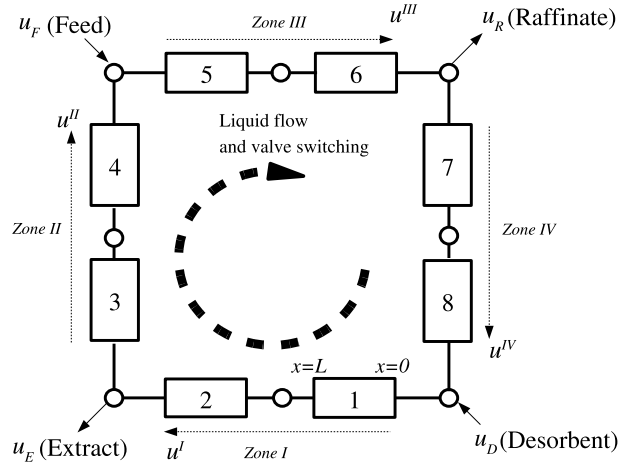 Zone III
u^III
u_F (Feed)
u_R (Raffinate)
5
6
u^II
Liquid flow
and valve switching
4
7
Zone II
Zone IV
3
8
u^IV
x=L
x=0
2
1
u_E (Extract)
u^I
Zone I
u_D (Desorbent)